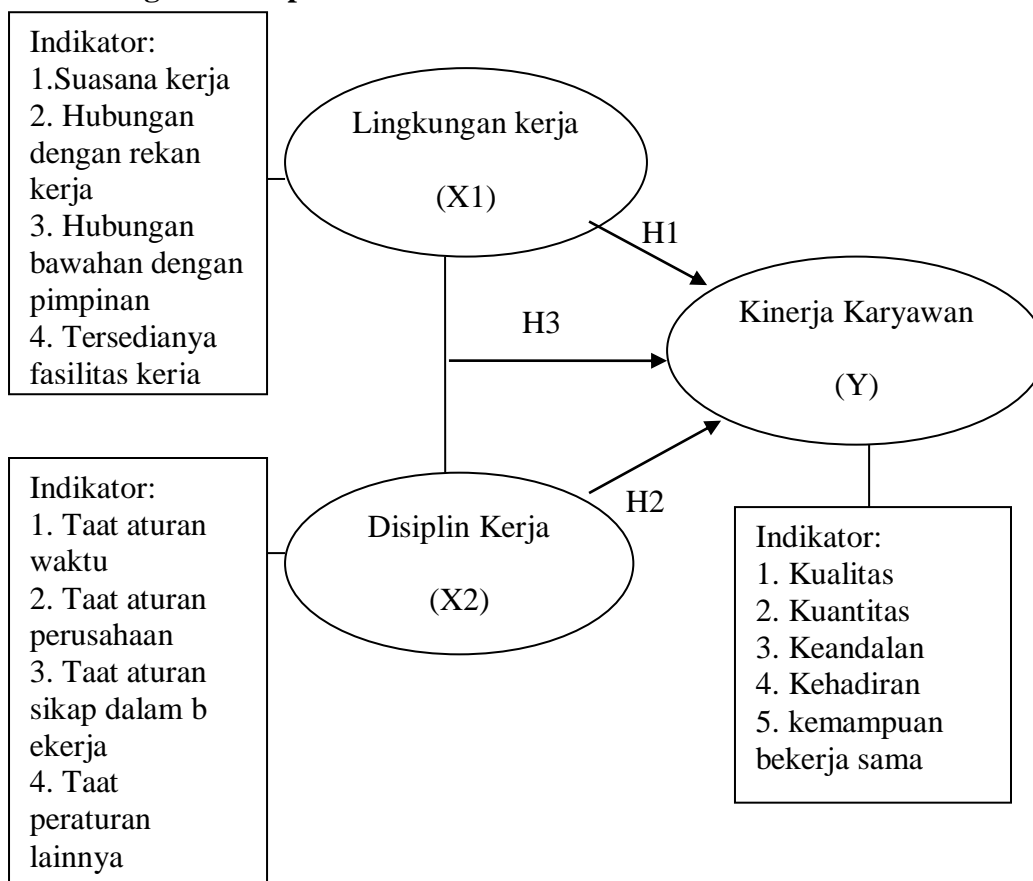 Indikator:
1.Suasana kerja
2. Hubungan
dengan rekan
kerja
3. Hubungan
bawahan dengan
pimpinan
4. Tersedianya
fasilitas kerja
Lingkungan kerja
(X1)
H1
H3
Kinerja Karyawan
(Y)
H2
Indikator:
1. Taat aturan
waktu
2. Taat aturan
perusahaan
3. Taat aturan
sikap dalam b
ekerja
4. Taat
peraturan
lainnya
Disiplin Kerja
(X2)
Indikator:
1. Kualitas
2. Kuantitas
3. Keandalan
4. Kehadiran
5. kemampuan
bekerja sama